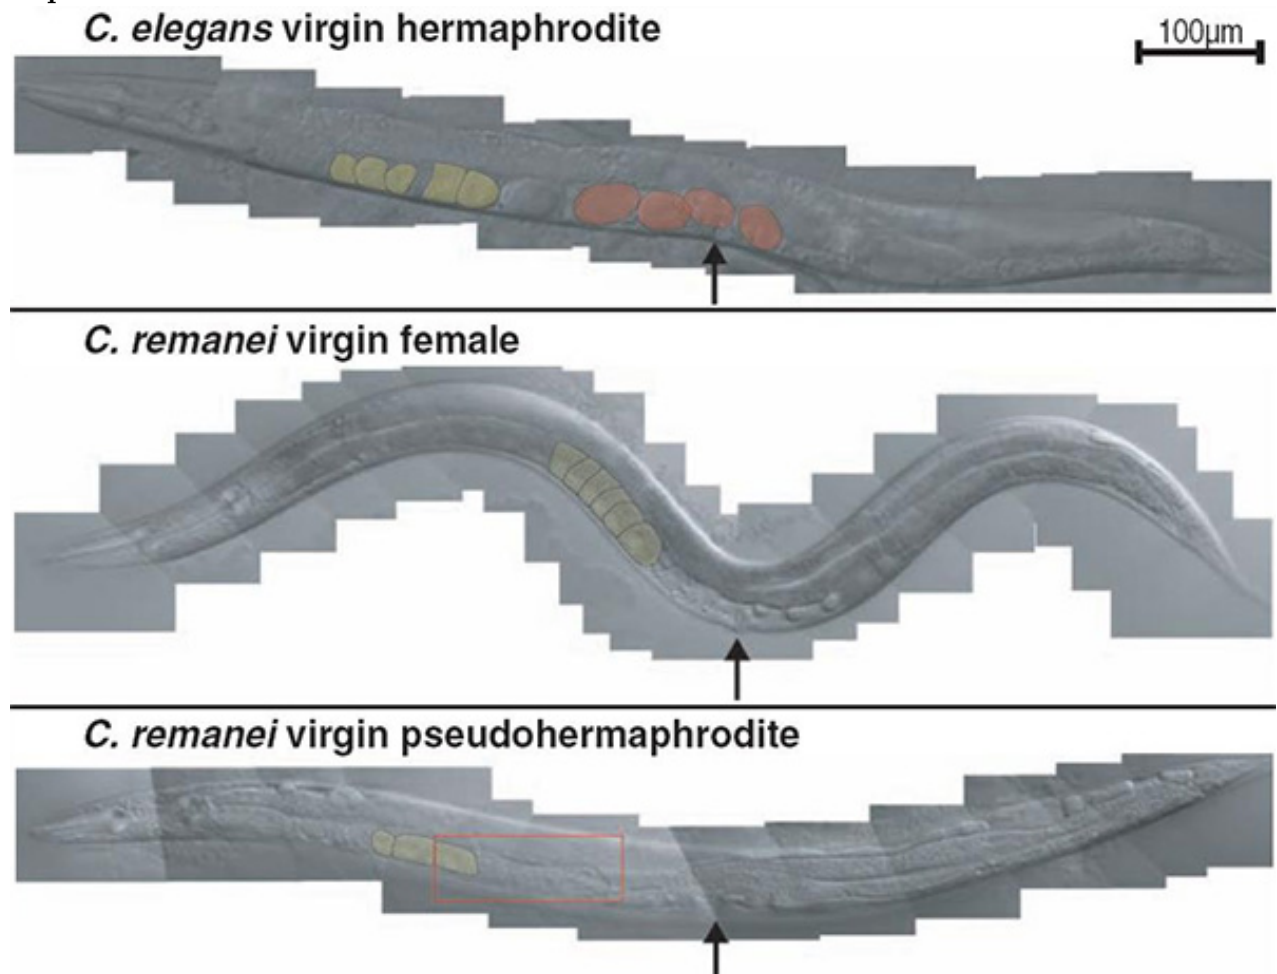 C. elegans virgin hermaphrodite
100µm
C. remanei virgin female
C. remanei virgin pseudohermaphrodite